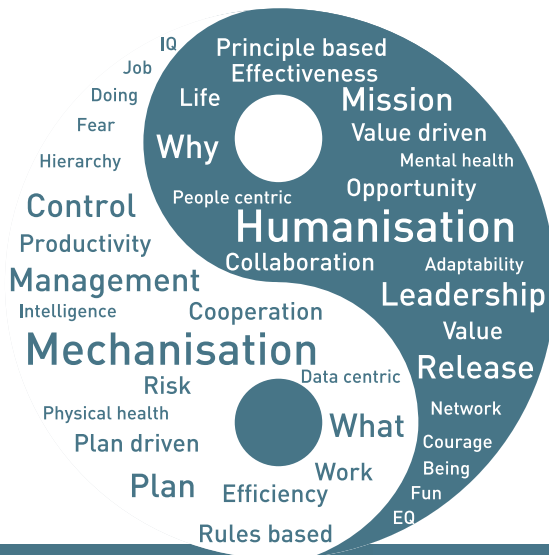 IQ
Principle based
Effectiveness
Job
Doing
Life
Mission
Fear
Value driven
Why
Hierarchy
Mental health
Opportunity
People centric
Control
Humanisation
Productivity
Collaboration
Adaptability
Management
Leadership
Intelligence
Cooperation
Value
Mechanisation
Release
Data centric
Risk
Physical health
Network
What
Plan driven
Courage
Being
Work
Plan
Efficiency
Fun
EQ
Rules based